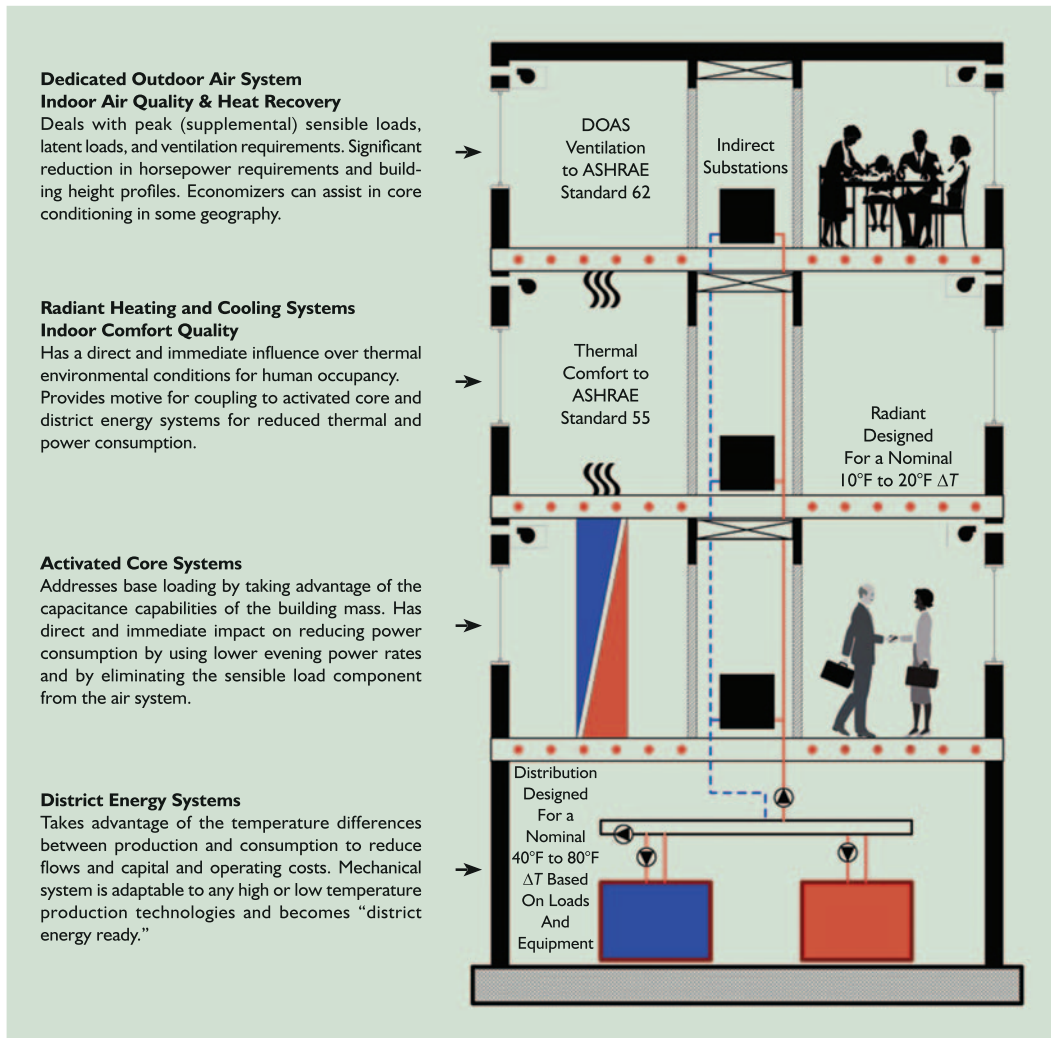 Dedicated Outdoor Air System
Indoor Air Quality & Heat Recovery
Deals with peak (supplemental) sensible loads,
latent loads, and ventilation requirements. Significant
reduction in horsepower requirements and build-
ing height profiles. Economizers can assist in core
conditioning in some geography.
DOAS
Ventilation
to ASHRAE
Standard 62
Indirect
Substations
Radiant Heating and Cooling Systems
Indoor Comfort Quality
Has a direct and immediate influence over thermal
environmental conditions for human occupancy.
Provides motive for coupling to activated core and
district energy systems for reduced thermal and
power consumption.
Thermal
Comfort to
ASHRAE
Standard 55
Radiant
Designed
For a Nominal
10°F to 20°F ΔT
Activated Core Systems
Addresses base loading by taking advantage of the
capacitance capabilities of the building mass. Has
direct and immediate impact on reducing power
consumption by using lower evening power rates
and by eliminating the sensible load component
from the air system.
District Energy Systems
Takes advantage of the temperature differences
between production and consumption to reduce
flows and capital and operating costs. Mechanical
system is adaptable to any high or low temperature
production technologies and becomes “district
energy ready.”
Distribution
Designed
For a
Nominal
40°F to 80°F
ΔT Based
On Loads
And
Equipment